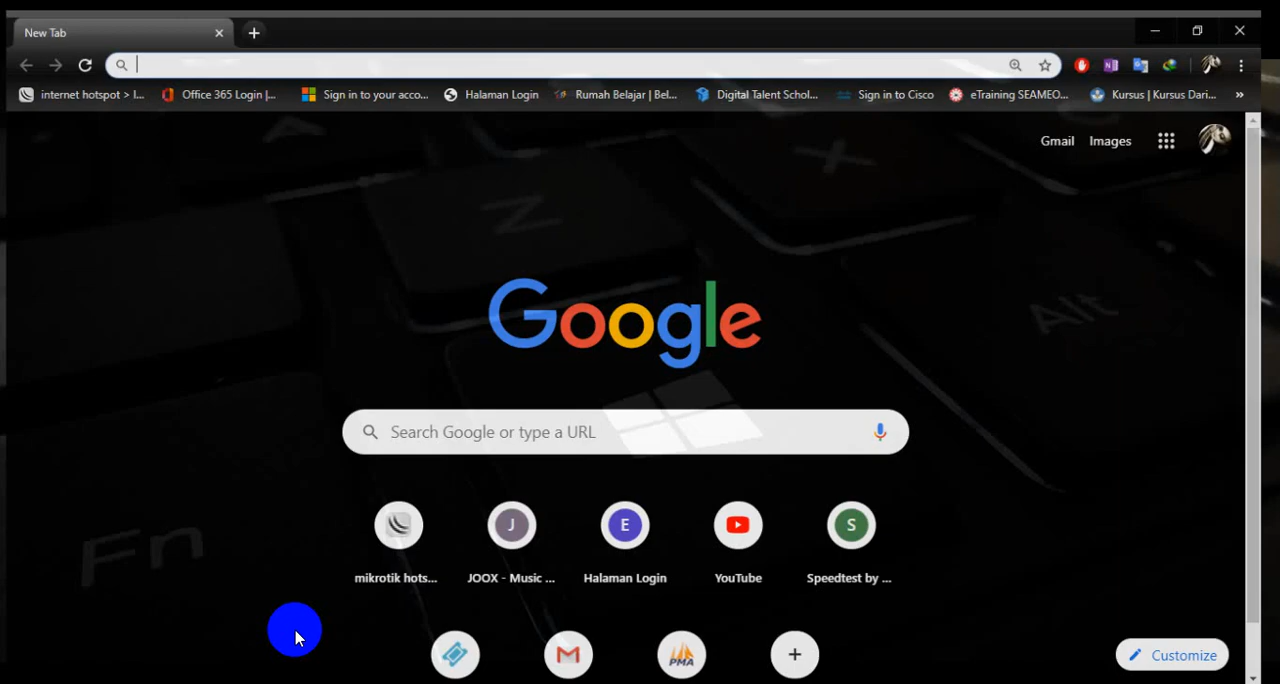 New Tab
internet hotspot > I... Office 365 Login |... Sign in to your acco... Halaman Login Rumah Belajar | Bel... Digital Talent Schol... Sign in to Cisco eTraining SEAMEO... Kursus | Kursus Dari... »
Gmail Images
A
X
Z
Alt
Google
Search Google or type a URL
Fn
J E S
mikrotik hots... JOOX - Music ... Halaman Login YouTube Speedtest by ...
PMA
Customize